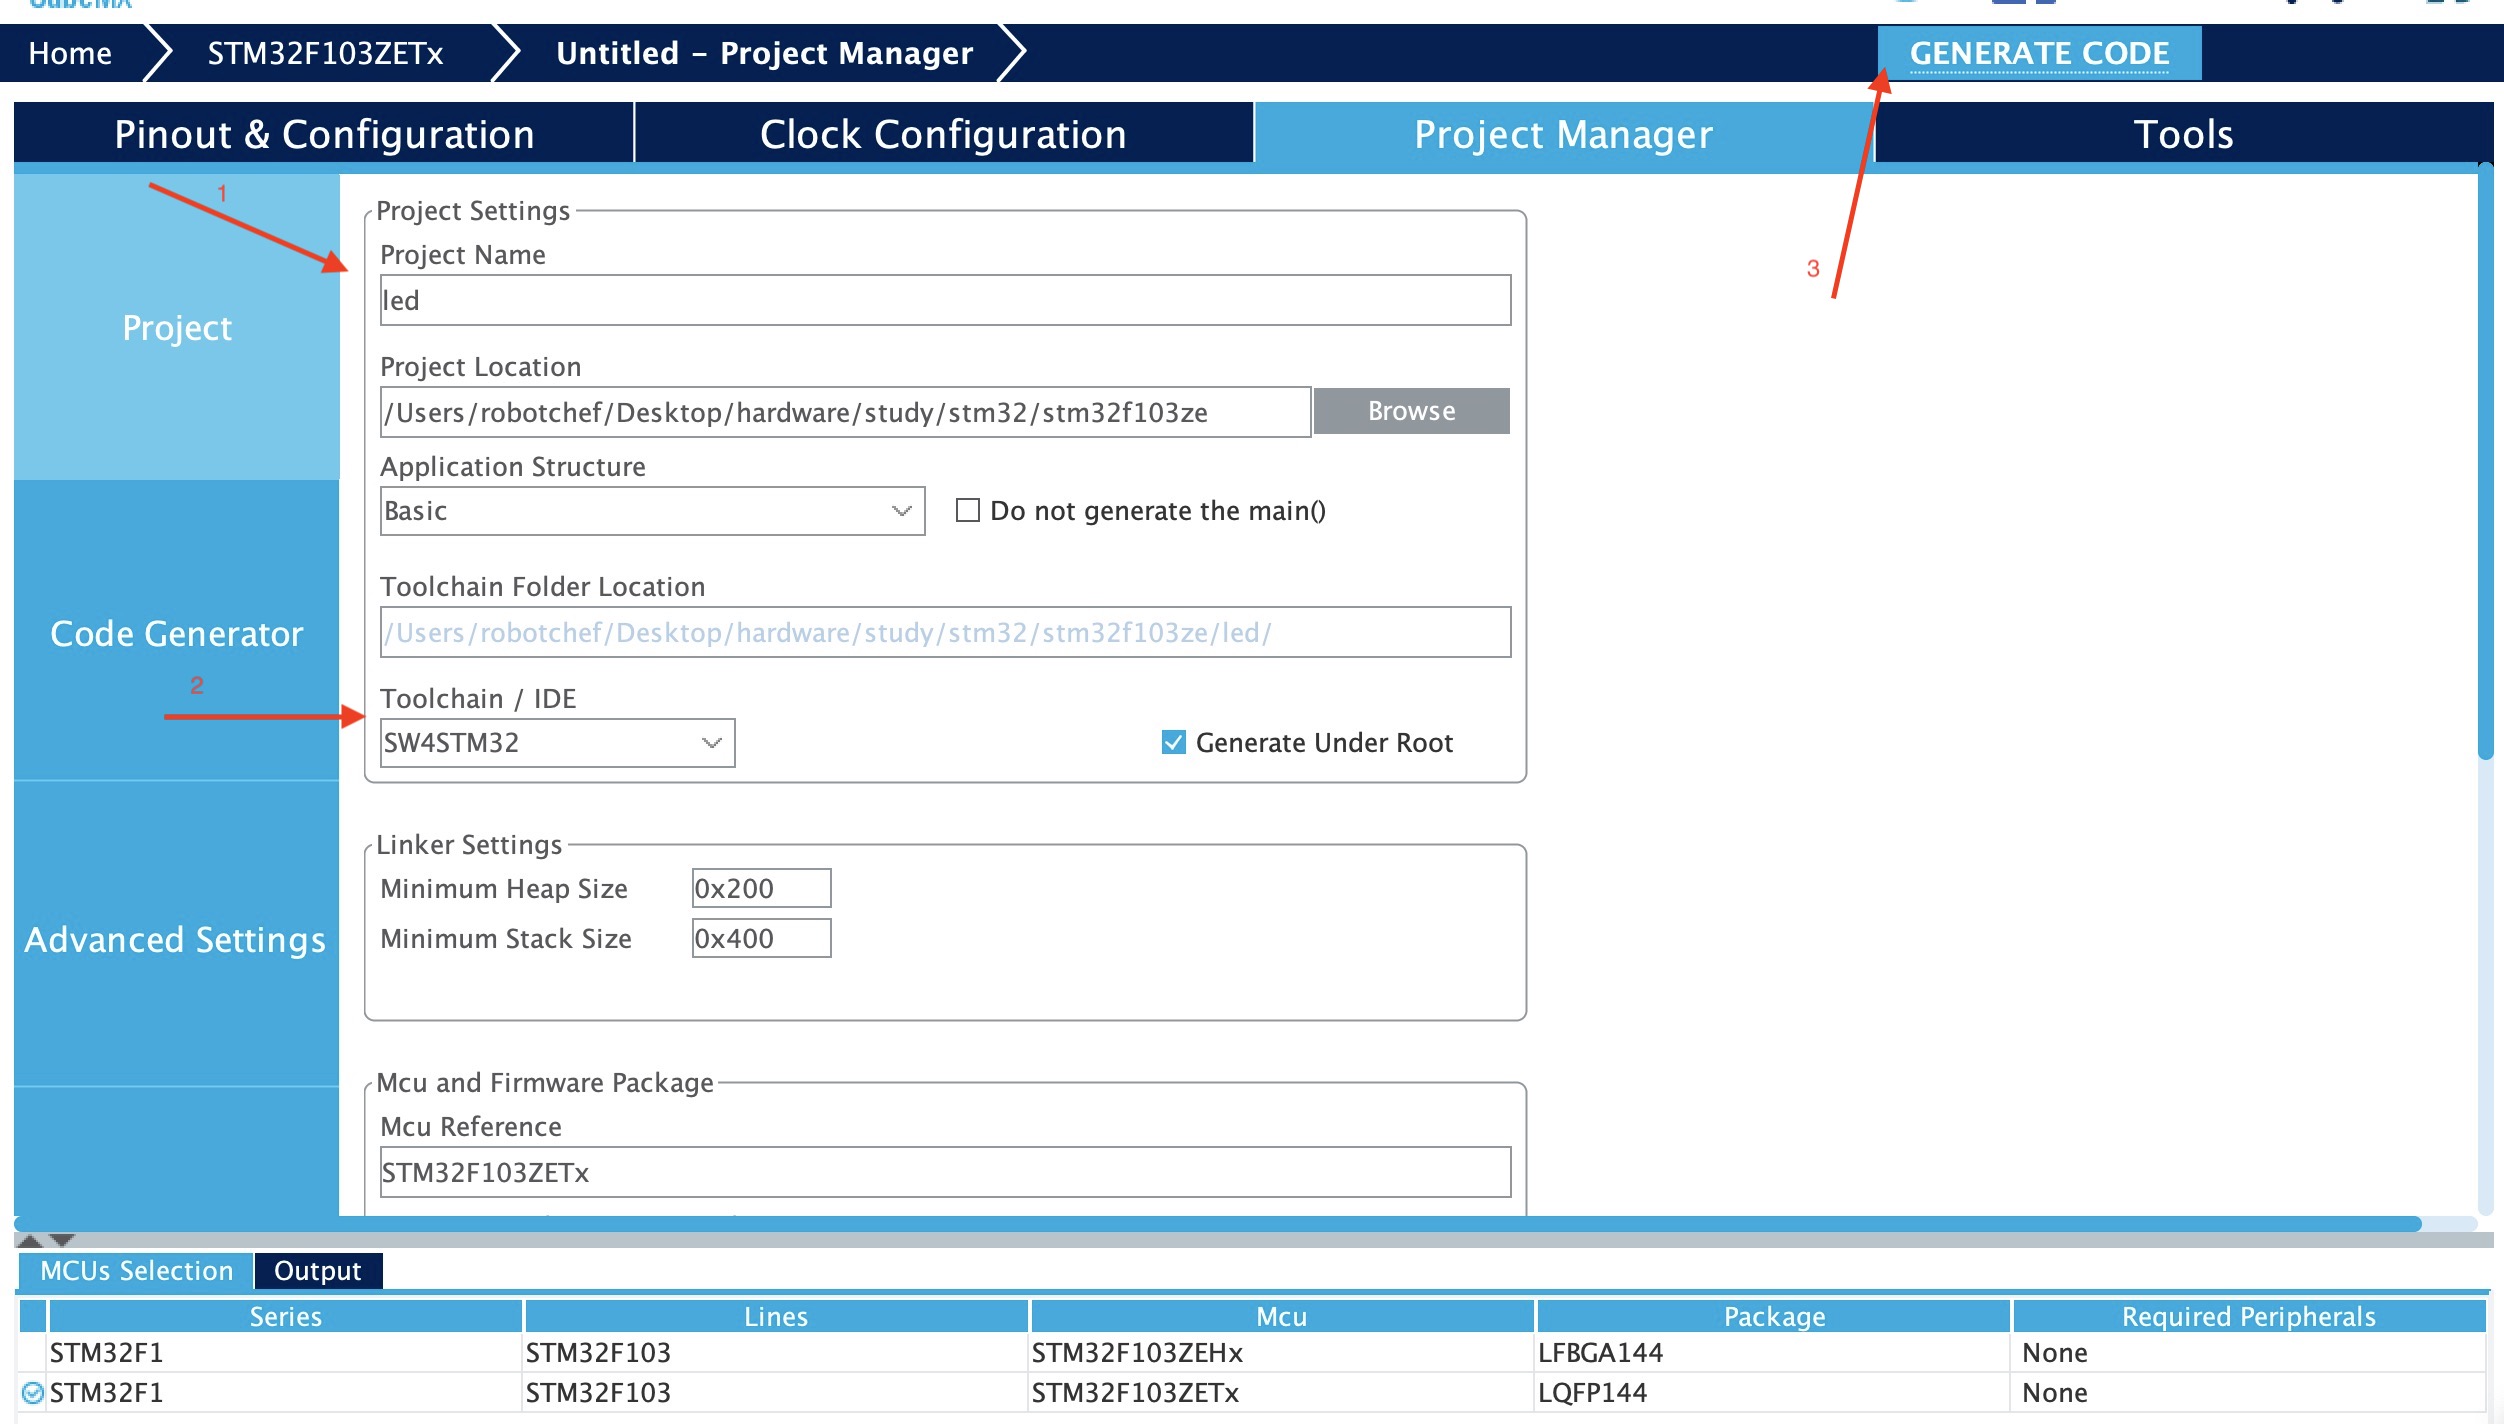 CubeMX
Home STM32F103ZETx Untitled – Project Manager GENERATE CODE
Pinout & Configuration Clock Configuration Project Manager Tools
1
3
Project
Code Generator
2
Advanced Settings
Project Settings
Project Name
led
Project Location
/Users/robotchef/Desktop/hardware/study/stm32/stm32f103ze Browse
Application Structure
Basic Do not generate the main()
Toolchain Folder Location
/Users/robotchef/Desktop/hardware/study/stm32/stm32f103ze/led/
Toolchain / IDE
SW4STM32 Generate Under Root
Linker Settings
Minimum Heap Size 0x200
Minimum Stack Size 0x400
Mcu and Firmware Package
Mcu Reference
STM32F103ZETx
MCUs Selection Output
Series Lines Mcu Package Required Peripherals
STM32F1 STM32F103 STM32F103ZEHx LFBGA144 None
STM32F1 STM32F103 STM32F103ZETx LQFP144 None